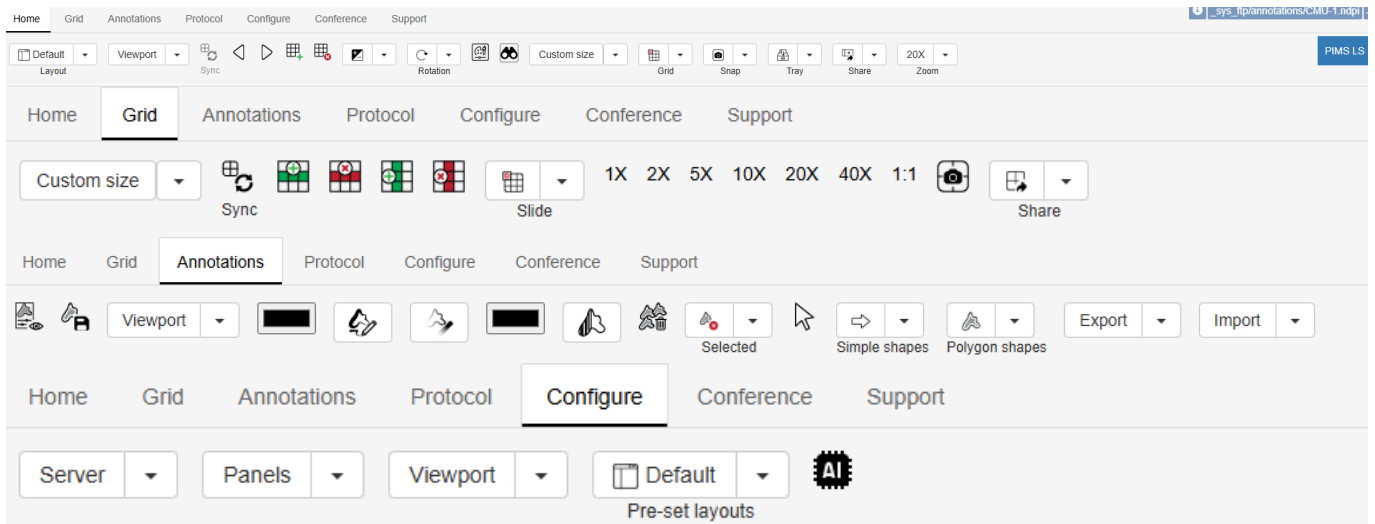 Home Grid Annotations Protocol Configure Conference Support
_sys_ftp/annotations/CMU-1.ndpi
Default Viewport Custom size 20X PIMS LS
Layout Sync Rotation Grid Snap Tray Share Zoom
Home Grid Annotations Protocol Configure Conference Support
Custom size 1X 2X 5X 10X 20X 40X 1:1
Sync Slide Share
Home Grid Annotations Protocol Configure Conference Support
Viewport Export Import
Selected Simple shapes Polygon shapes
Home Grid Annotations Protocol Configure Conference Support
Server Panels Viewport Default AI
Pre-set layouts